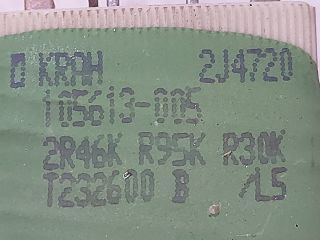 KRAH 2J4720
105613-005
2R46K R95K R30K
T232600 B /L5